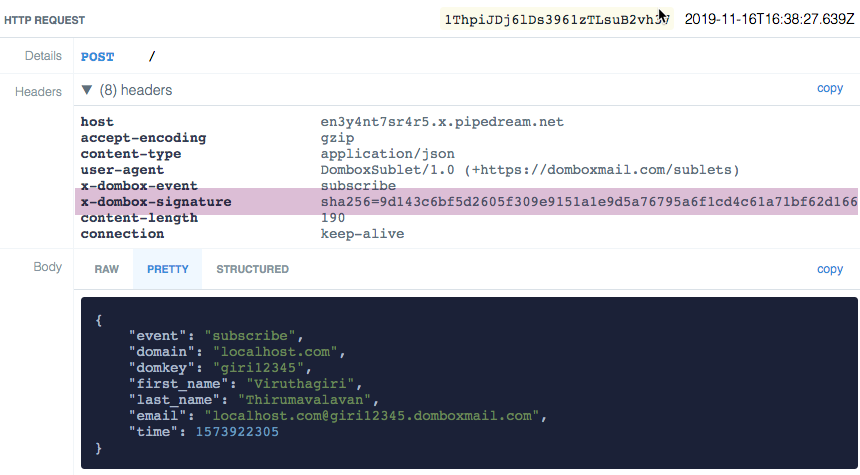 HTTP REQUEST 2019-11-16T16:38:27.639Z
Details POST /
Headers ▼ (8) headers copy
host en3y4nt7sr4r5.x.pipedream.net
accept-encoding gzip
content-type application/json
user-agent DomboxSublet/1.0 (+https://domboxmail.com/sublets)
x-dombox-event subscribe
x-dombox-signature sha256=9d143c6bf5d2605f309e9151a1e9d5a76795a6f1cd4c61a71bf62d166
content-length 190
connection keep-alive
Body RAW PRETTY STRUCTURED copy
{
"event": "subscribe",
"domain": "localhost.com",
"domkey": "giri12345",
"first_name": "Viruthagiri",
"last_name": "Thirumavalavan",
"email": "localhost.com@giri12345.domboxmail.com",
"time": 1573922305
}